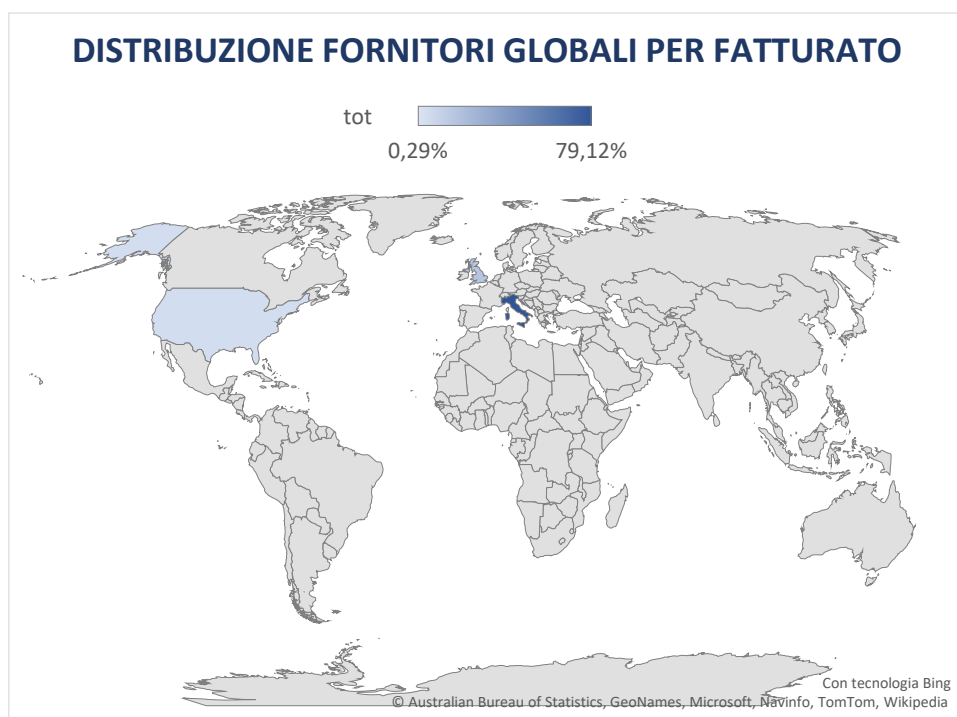 DISTRIBUZIONE FORNITORI GLOBALI PER FATTURATO
tot
0,29% 79,12%
Con tecnologia Bing
© Australian Bureau of Statistics, GeoNames, Microsoft, Navinfo, TomTom, Wikipedia